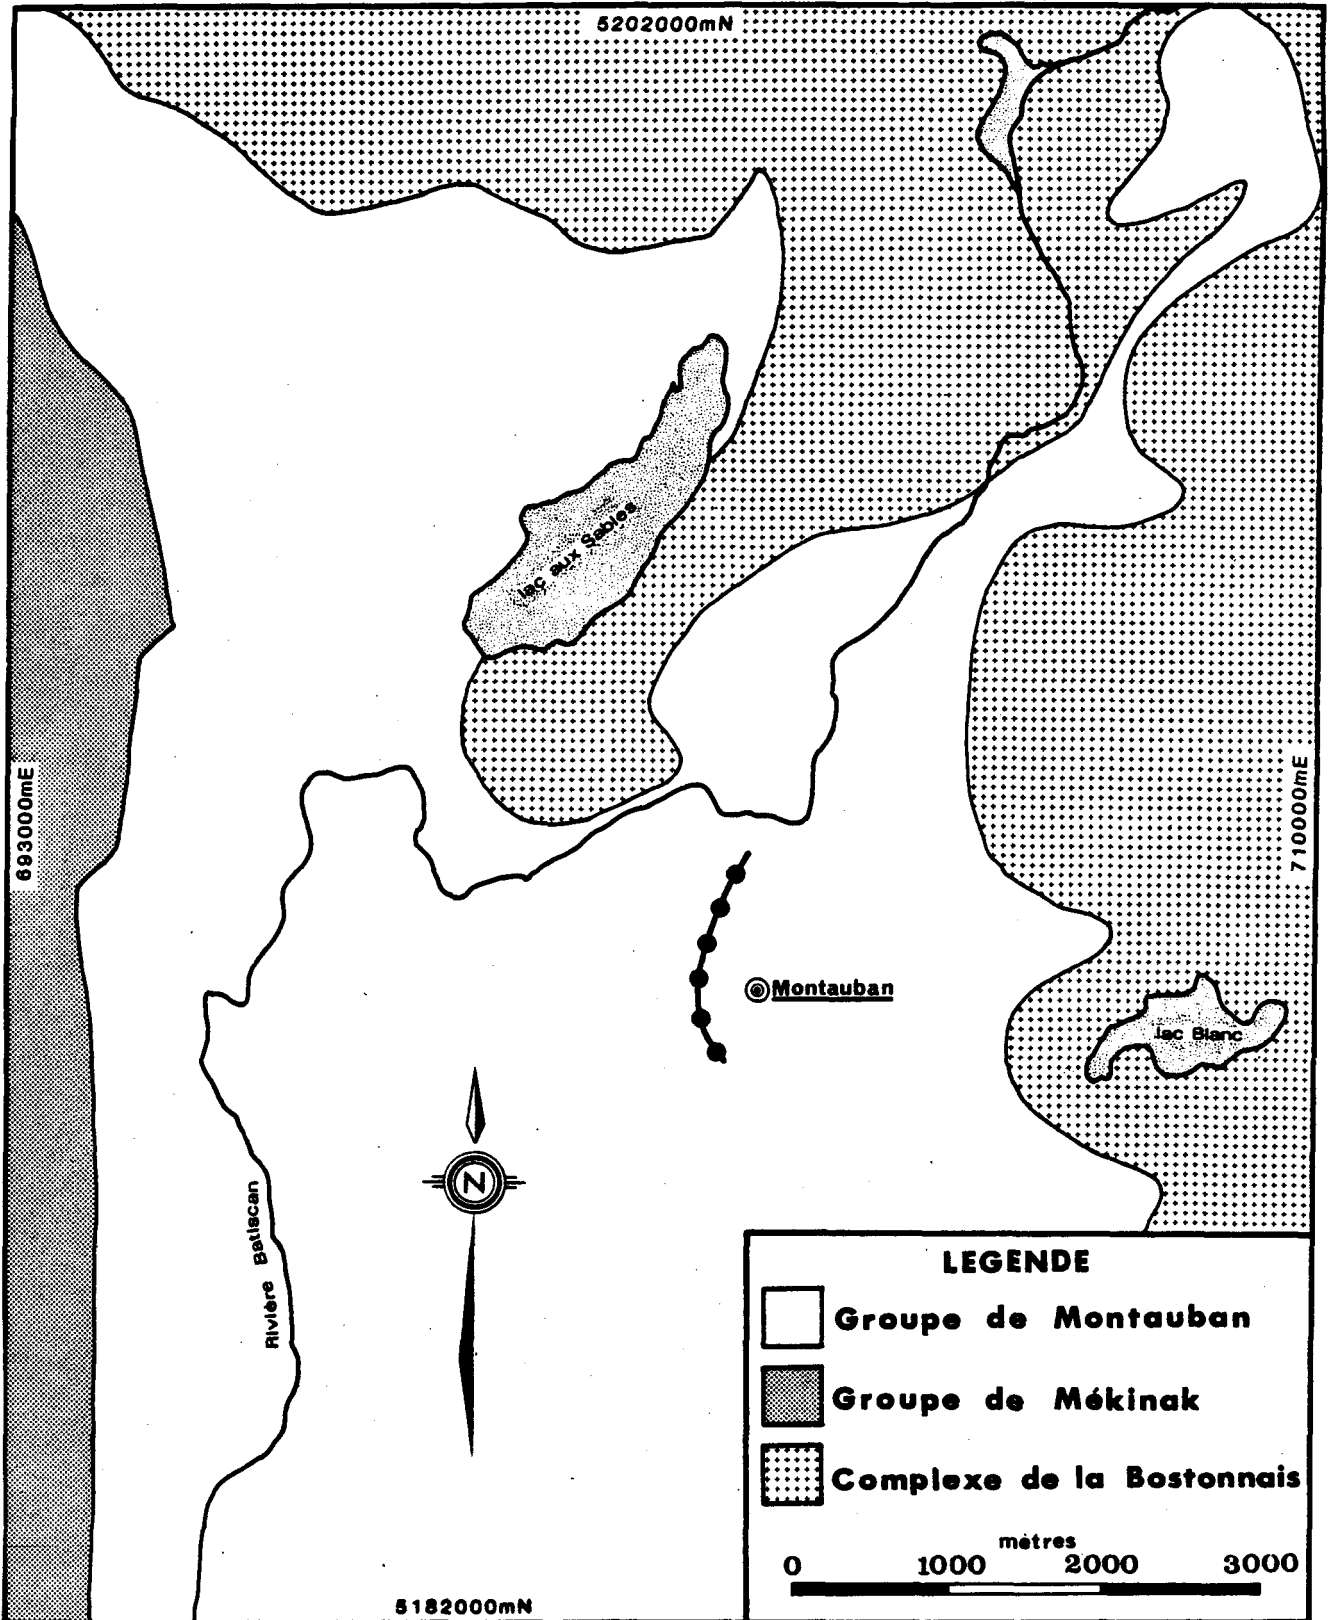 5202000mN
lac aux Sables
693000mE
710000mE
Montauban
lac Blanc
N
Rivière Batiscan
LEGENDE
Groupe de Montauban
Groupe de Mékinak
Complexe de la Bostonnais
mètres
0 1000 2000 3000
5182000mN